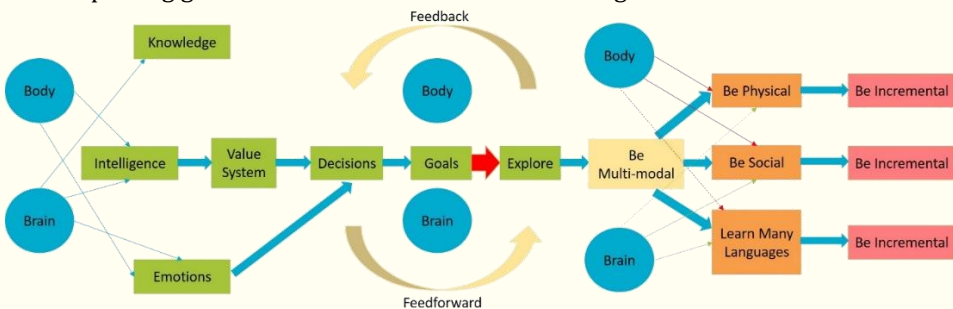 Feedback
Knowledge
Body
Body
Body
Be Physical
Be Incremental
Intelligence
Value
System
Decisions
Goals
Explore
Be
Multi-modal
Be Social
Be Incremental
Brain
Brain
Brain
Learn Many
Languages
Be Incremental
Emotions
Feedforward